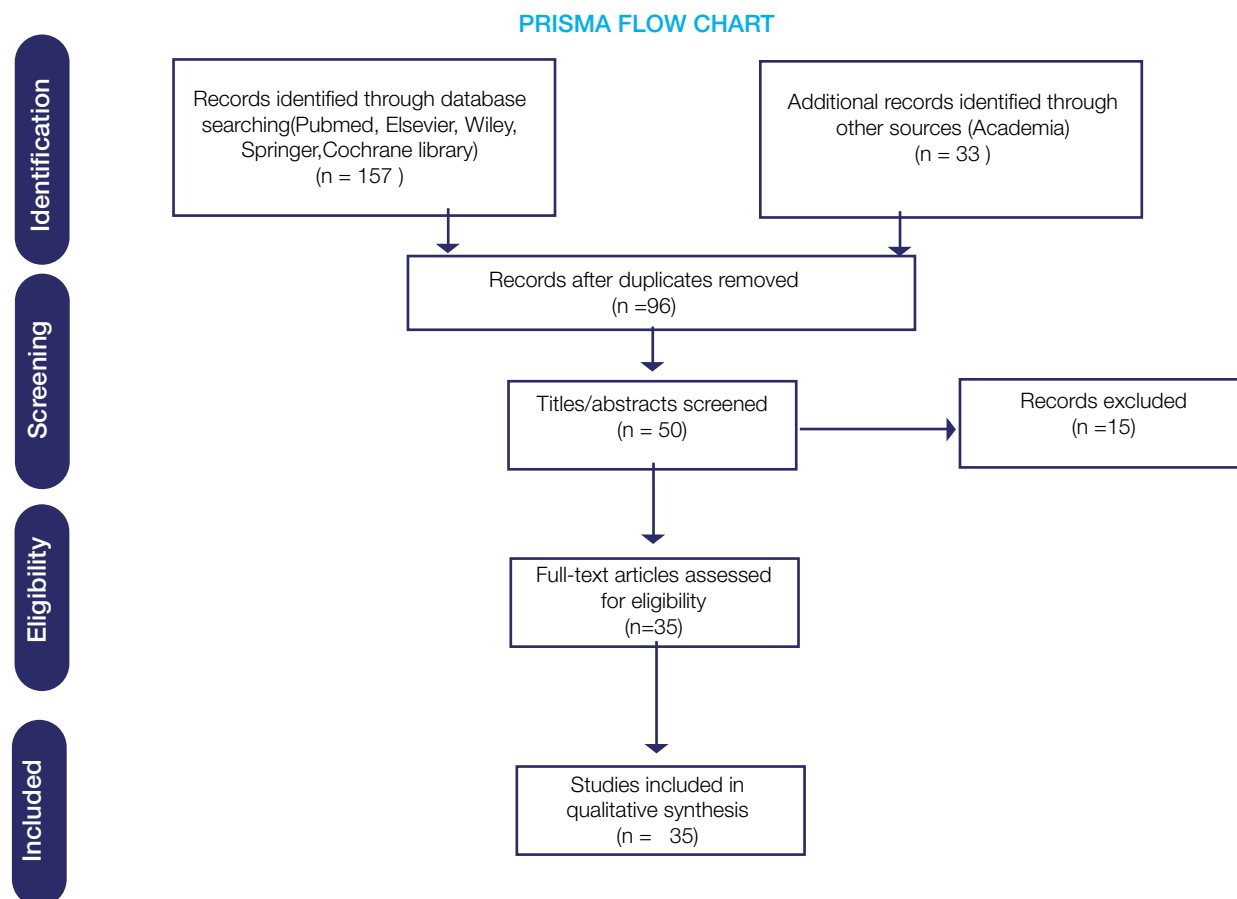 PRISMA FLOW CHART
Identification
Records identified through database
searching(Pubmed, Elsevier, Wiley,
Springer,Cochrane library)
(n = 157 )
Additional records identified through
other sources (Academia)
(n = 33 )
Screening
Records after duplicates removed
(n =96)
Titles/abstracts screened
(n = 50)
Records excluded
(n =15)
Eligibility
Full-text articles assessed
for eligibility
(n=35)
Included
Studies included in
qualitative synthesis
(n = 35)